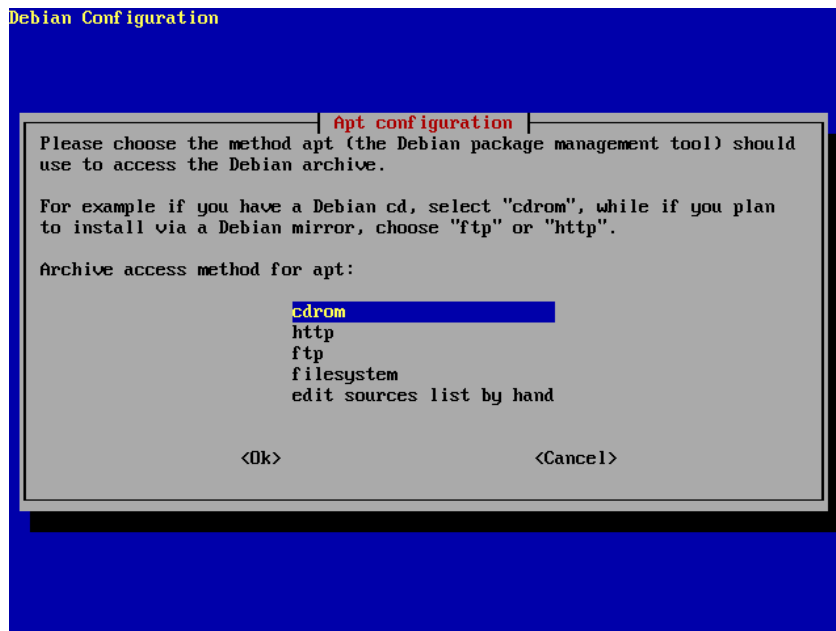 Debian Configuration
Apt configuration
Please choose the method apt (the Debian package management tool) should
use to access the Debian archive.
For example if you have a Debian cd, select "cdrom", while if you plan
to install via a Debian mirror, choose "ftp" or "http".
Archive access method for apt:
cdrom
http
ftp
filesystem
edit sources list by hand
<Ok> <Cancel>